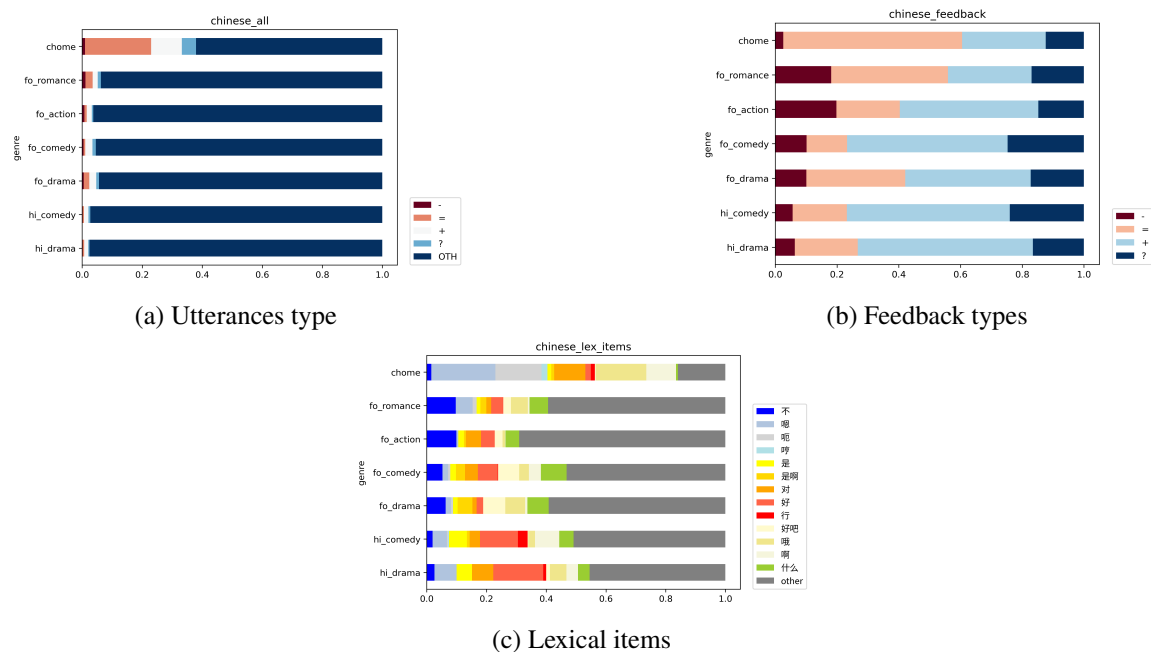 chinese_all
genre
chome
fo_romance
fo_action
fo_comedy
fo_drama
hi_comedy
hi_drama
0.0 0.2 0.4 0.6 0.8 1.0
-
=
+
?
OTH
(a) Utterances type
chinese_feedback
genre
chome
fo_romance
fo_action
fo_comedy
fo_drama
hi_comedy
hi_drama
0.0 0.2 0.4 0.6 0.8 1.0
-
=
+
?
(b) Feedback types
chinese_lex_items
genre
chome
fo_romance
fo_action
fo_comedy
fo_drama
hi_comedy
hi_drama
0.0 0.2 0.4 0.6 0.8 1.0
不
嗯
呃
哼
是
是啊
对
好
行
好吧
哦
啊
什么
other
(c) Lexical items